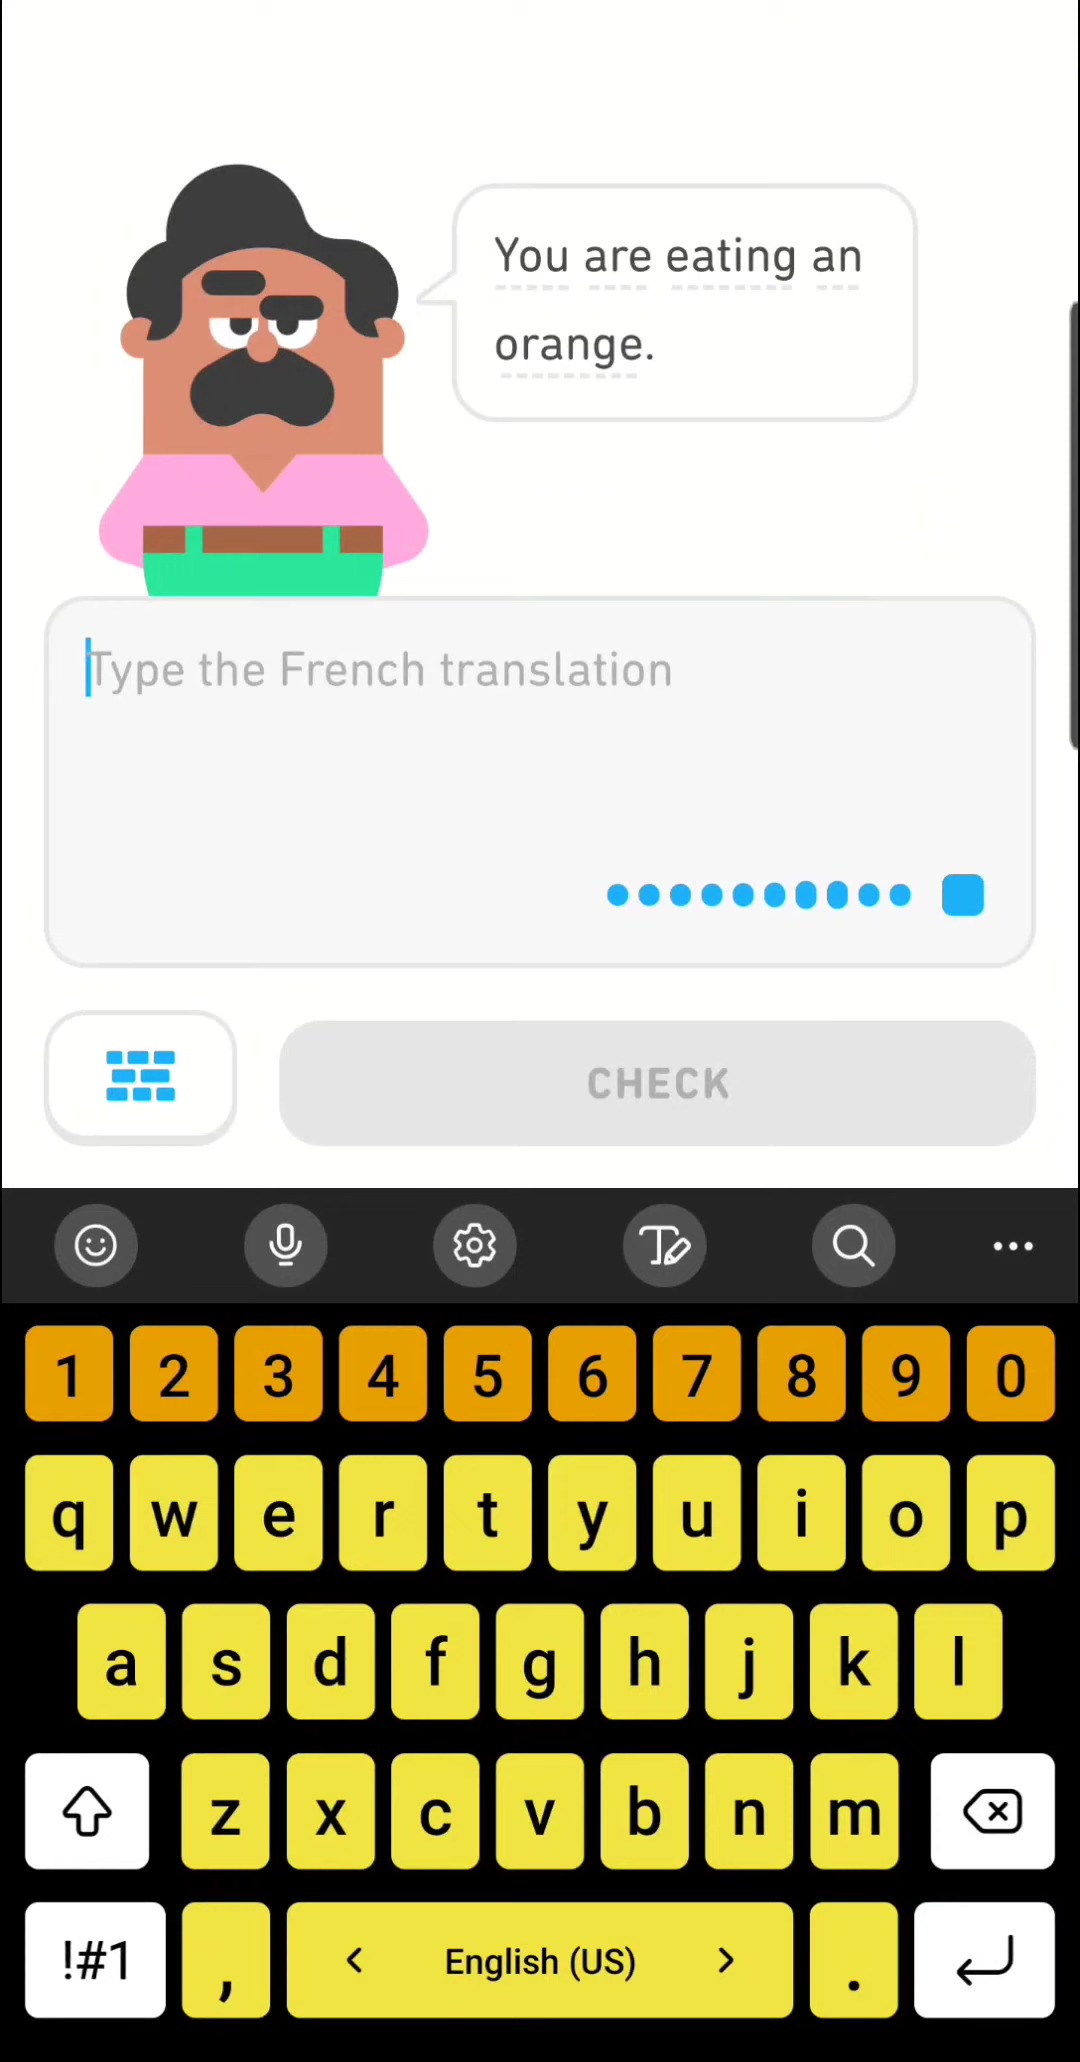 You are eating an
orange.
Type the French translation
CHECK
1 2 3 4 5 6 7 8 9 0
q w e r t y u i o p
a s d f g h j k l
z x c v b n m
!#1 , < English (US) > .